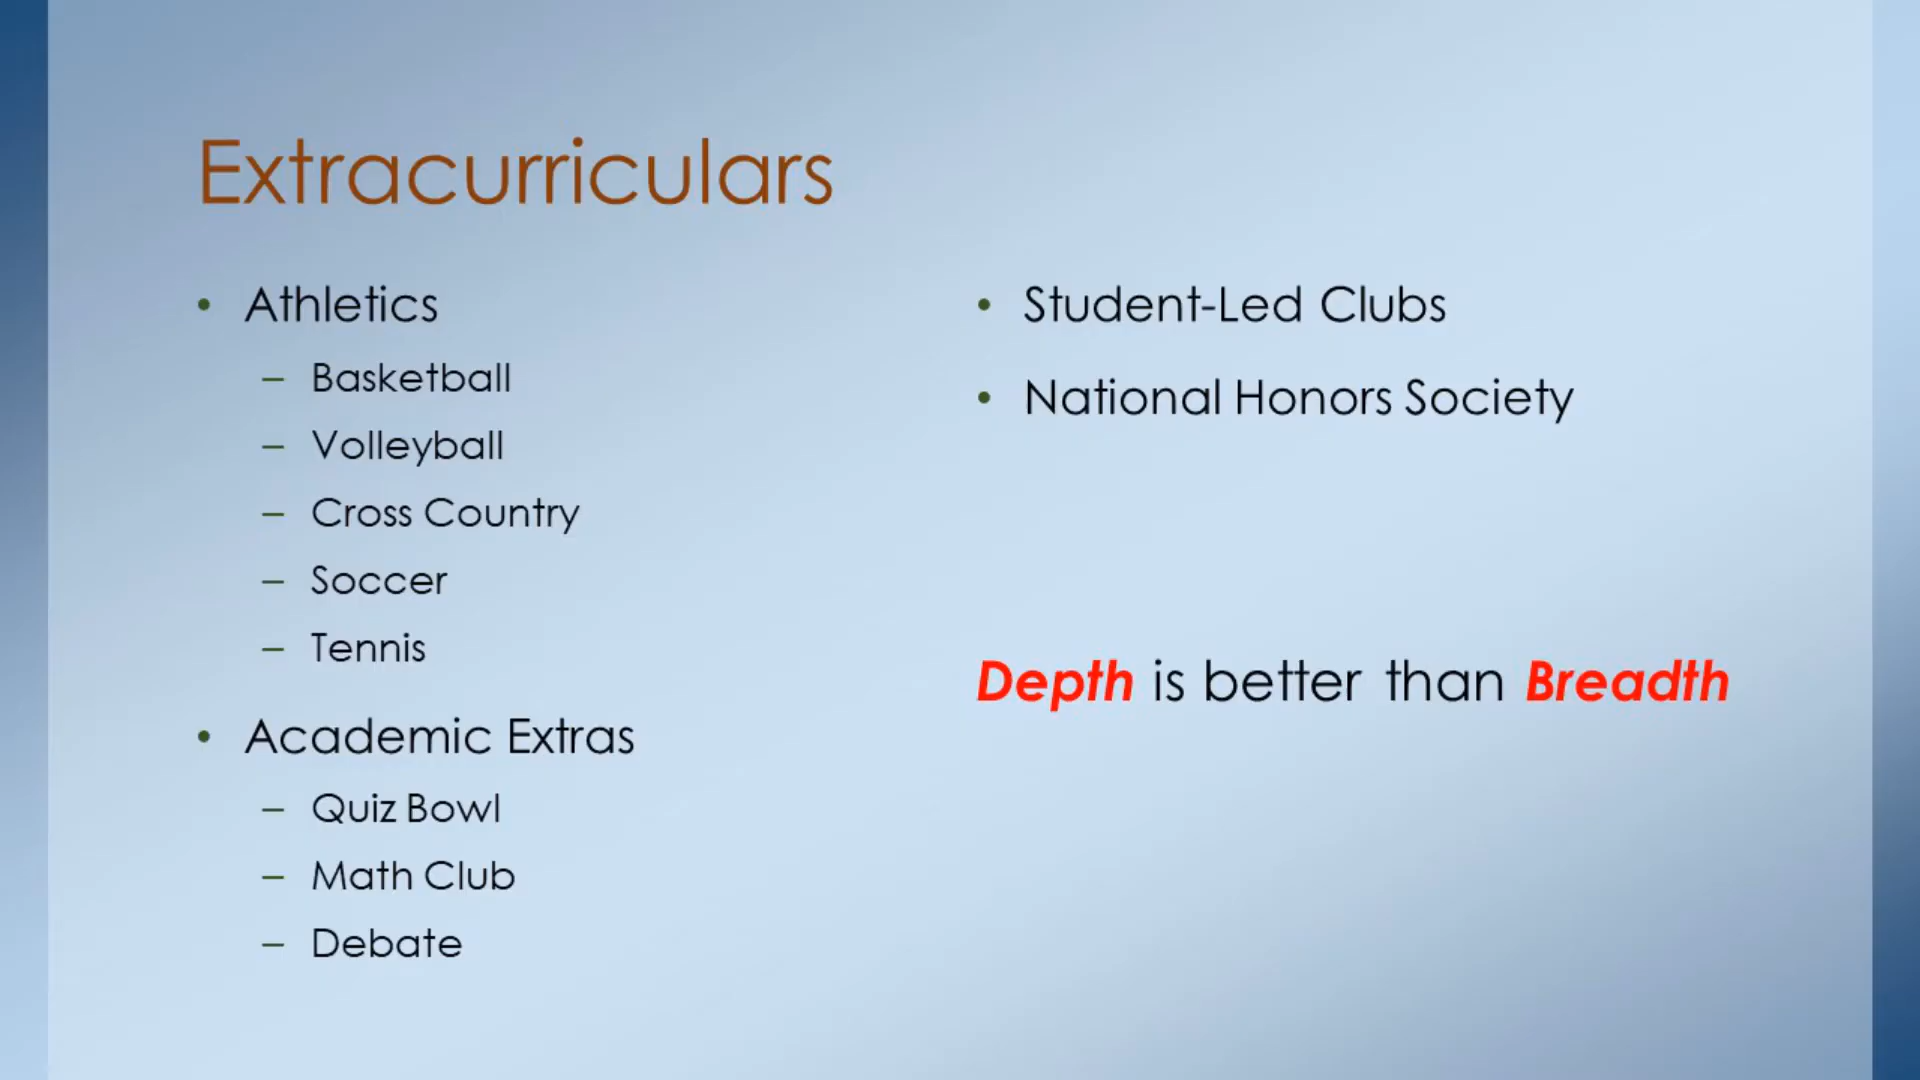 Extracurriculars
• Athletics
– Basketball
– Volleyball
– Cross Country
– Soccer
– Tennis
• Academic Extras
– Quiz Bowl
– Math Club
– Debate
• Student-Led Clubs
• National Honors Society
Depth is better than Breadth